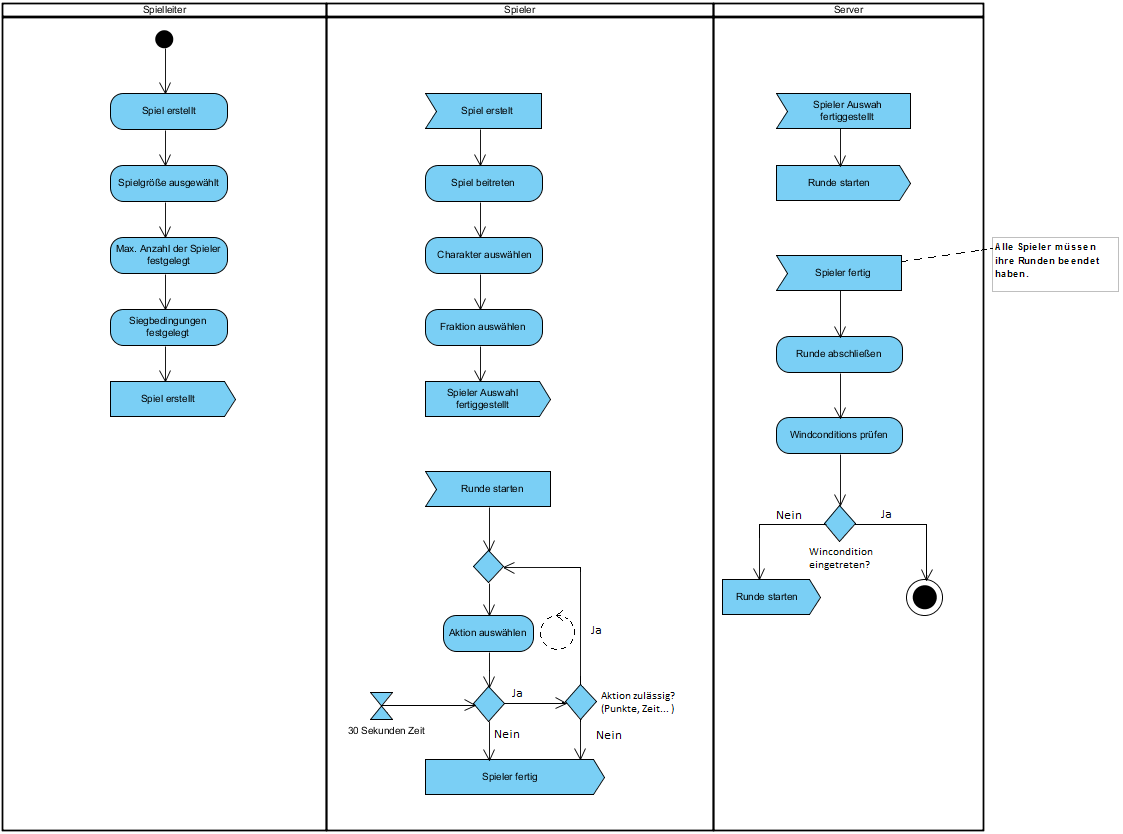 Spielleiter
Spieler
Server
Spiel erstellt
Spielgröße ausgewählt
Max. Anzahl der Spieler
festgelegt
Siegbedingungen
festgelegt
Spiel erstellt
Spiel erstelt
Spiel beitreten
Charakter auswählen
Fraktion auswählen
Spieler Auswahl
fertiggestellt
Runde starten
Aktion auswählen
Ja
Ja
Aktion zulässig?
(Punkte, Zeit... )
30 Sekunden Zeit
Nein
Nein
Spieler fertig
Spieler Auswah
fertiggestellt
Runde starten
Spieler fertig
Alle Spieler müssen
ihre Runden beendet
haben.
Runde abschließen
Windconditions prüfen
Nein
Ja
Wincondition
eingetreten?
Runde starten